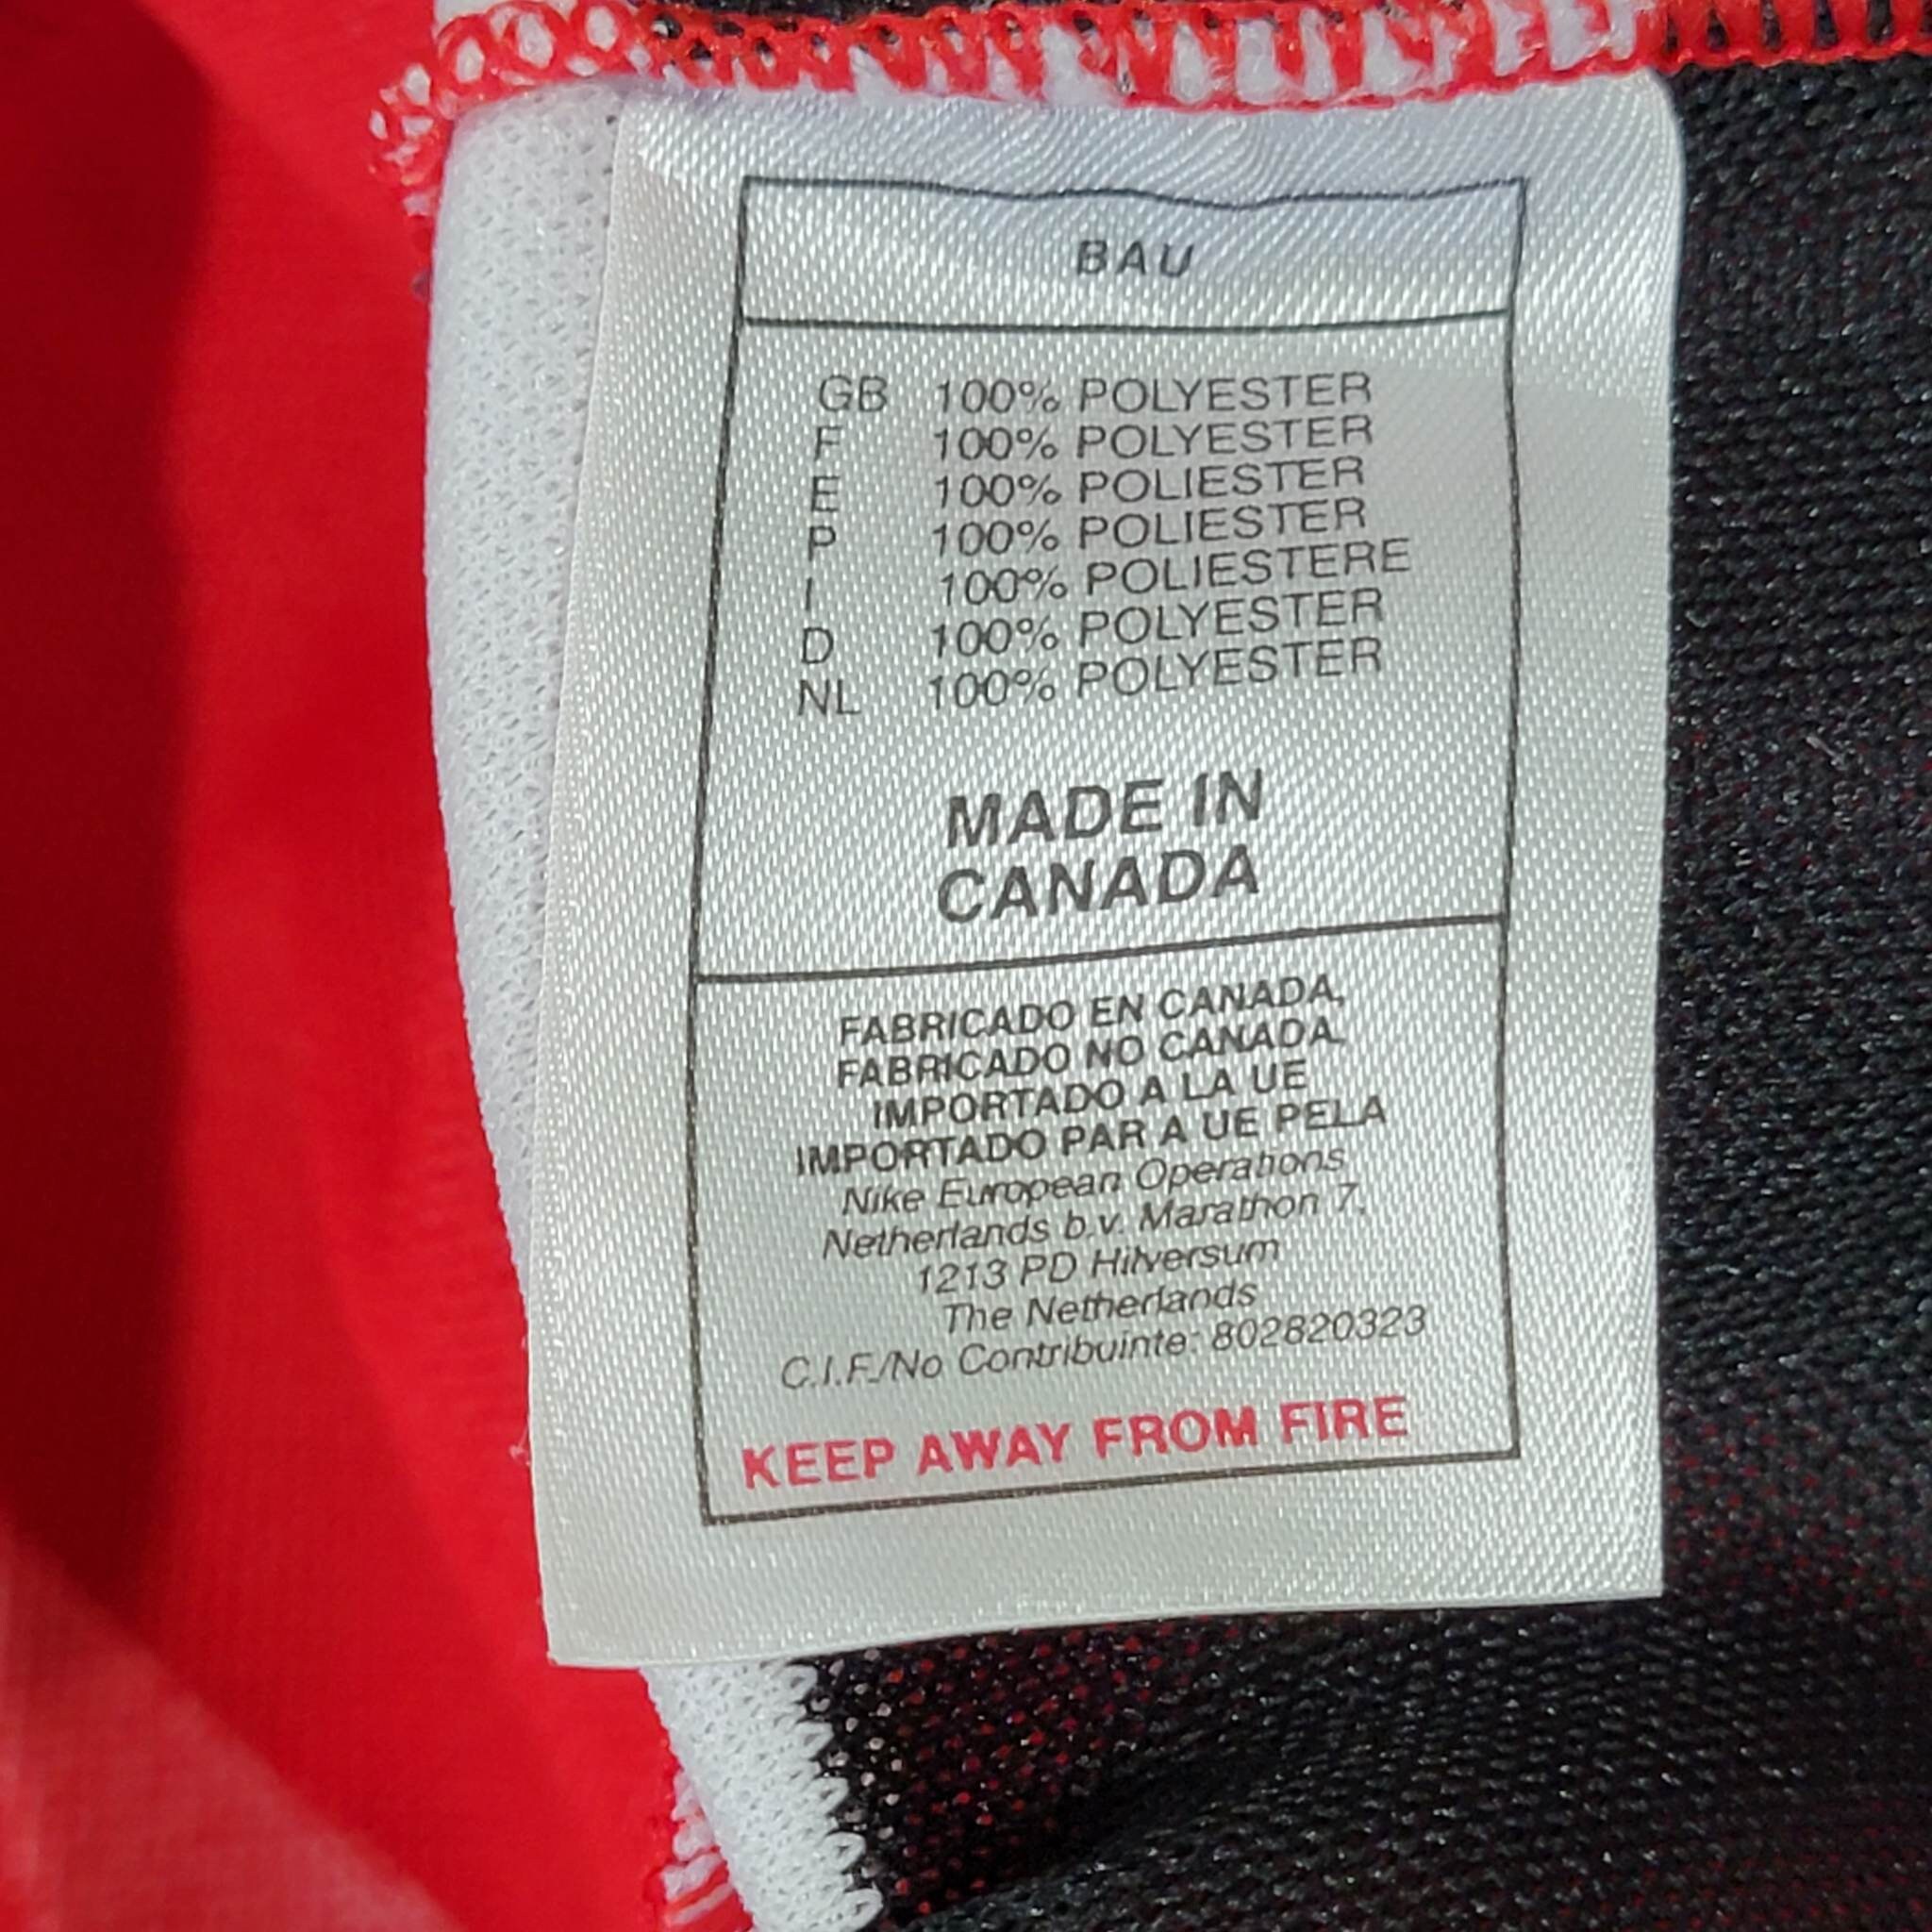 BAU
GB 100% POLYESTER
F 100% POLYESTER
E 100% POLIESTER
P 100% POLIESTER
I 100% POLIESTERE
D 100% POLYESTER
NL 100% POLYESTER
MADE IN
CANADA
FABRICADO EN CANADA,
FABRICADO NO CANADA.
IMPORTADO A LA UE
IMPORTADO PAR A UE PELA
Nike European Operations
Netherlands b.v. Marathon 7,
1213 PD Hilversum
The Netherlands
C.I.F./No Contribuinte: 802820323
KEEP AWAY FROM FIRE